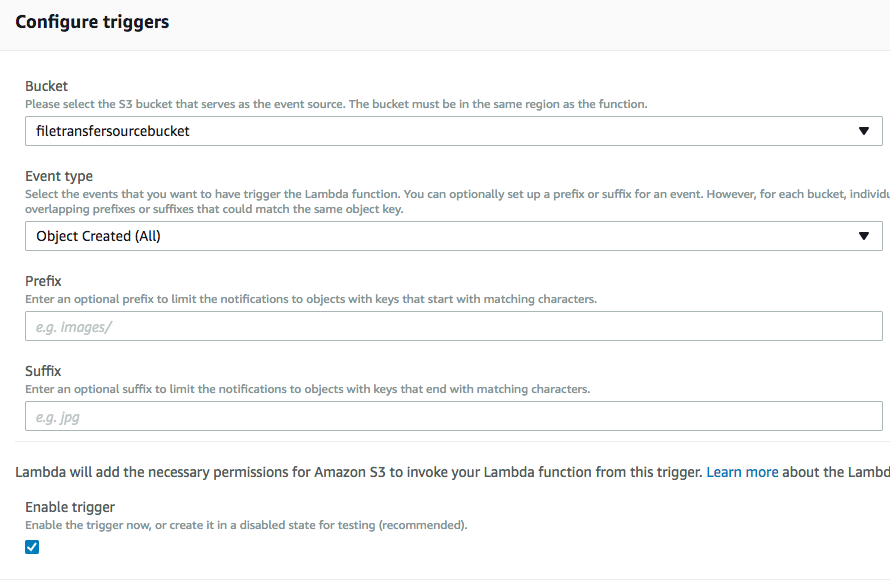 Configure triggers
Bucket
Please select the S3 bucket that serves as the event source. The bucket must be in the same region as the function.
filetransfersourcebucket
Event type
Select the events that you want to have trigger the Lambda function. You can optionally set up a prefix or suffix for an event. However, for each bucket, individu
overlapping prefixes or suffixes that could match the same object key.
Object Created (All)
Prefix
Enter an optional prefix to limit the notifications to objects with keys that start with matching characters.
e.g. images/
Suffix
Enter an optional suffix to limit the notifications to objects with keys that end with matching characters.
e.g. jpg
Lambda will add the necessary permissions for Amazon S3 to invoke your Lambda function from this trigger. Learn more about the Lambd
Enable trigger
Enable the trigger now, or create it in a disabled state for testing (recommended).